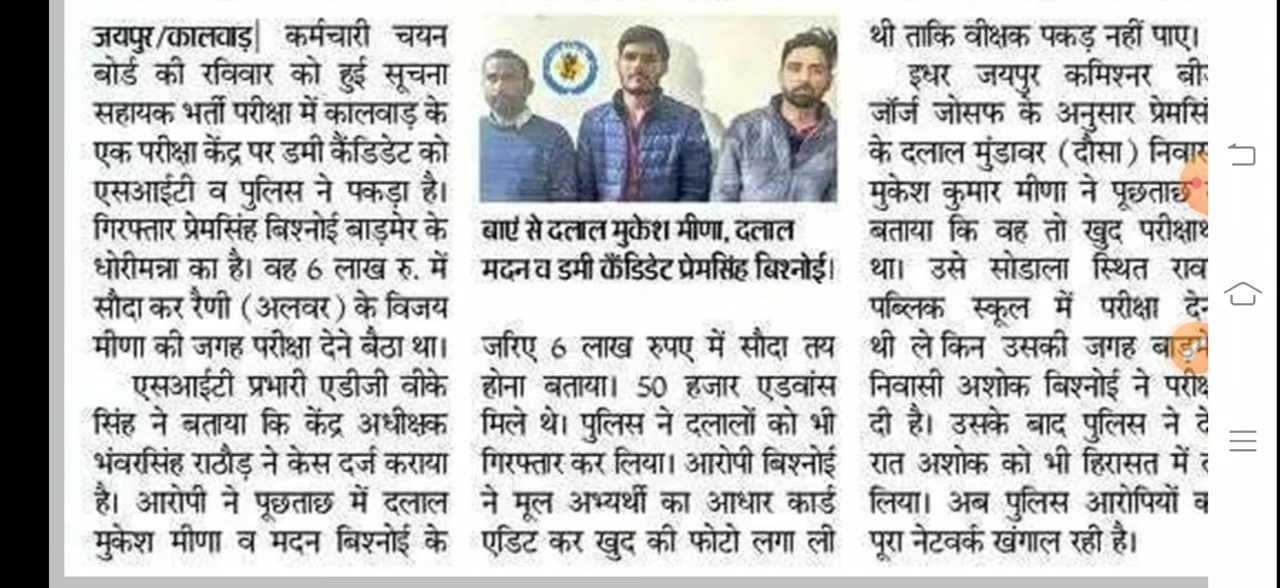 जयपुर/कालवाड़| कर्मचारी चयन
बोर्ड की रविवार को हुई सूचना
सहायक भर्ती परीक्षा में कालवाड़ के
एक परीक्षा केंद्र पर डमी कैंडिडेट को
एसआईटी व पुलिस ने पकड़ा है।
गिरफ्तार प्रेमसिंह बिश्नोई बाड़मेर के
धोरीमन्ना का है। वह 6 लाख रु. में
सौदा कर रैणी (अलवर) के विजय
मीणा की जगह परीक्षा देने बैठा था।
एसआईटी प्रभारी एडीजी वीके
सिंह ने बताया कि केंद्र अधीक्षक
भंवरसिंह राठौड़ ने केस दर्ज कराया
है। आरोपी ने पूछताछ में दलाल
मुकेश मीणा व मदन बिश्नोई के
बाएं से दलाल मुकेश मीणा, दलाल
मदन व डमी कैंडिडेट प्रेमसिंह बिश्नोई।
जरिए 6 लाख रुपए में सौदा तय
होना बताया। 50 हजार एडवांस
मिले थे। पुलिस ने दलालों को भी
गिरफ्तार कर लिया। आरोपी बिश्नोई
ने मूल अभ्यर्थी का आधार कार्ड
एडिट कर खुद की फोटो लगा ली
थी ताकि वीक्षक पकड़ नहीं पाए।
इधर जयपुर कमिश्नर
जॉर्ज जोसफ के अनुसार
के दलाल मुंडावर (दौसा)
मुकेश कुमार मीणा ने पूछताछ
बताया कि वह तो खुद
था। उसे सोडाला स्थित
पब्लिक स्कूल में परीक्षा
थी लेकिन उसकी जगह
निवासी अशोक बिश्नोई ने
दी है। उसके बाद पुलिस ने
रात अशोक को भी हिरासत में
लिया। अब पुलिस आरोपियों
पूरा नेटवर्क खंगाल रही है।